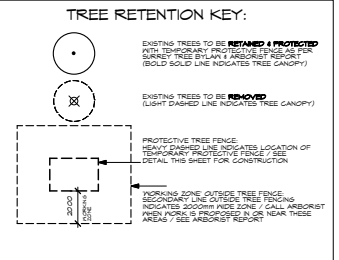 TREE RETENTION KEY:
EXISTING TREES TO BE RETAINED & PROTECTED
WITH TEMPORARY PROTECTIVE FENCE AS PER
SURREY TREE BYLAW & ARBORIST REPORT
(BOLD SOLID LINE INDICATES TREE CANOPY)
EXISTING TREES TO BE REMOVED
(LIGHT DASHED LINE INDICATES TREE CANOPY)
PROTECTIVE TREE FENCE:
HEAVY DASHED LINE INDICATES LOCATION OF
TEMPORARY PROTECTIVE FENCE / SEE
DETAIL THIS SHEET FOR CONSTRUCTION
WORKING ZONE OUTSIDE TREE FENCE:
SECONDARY LINE OUTSIDE TREE FENCING
INDICATES 2000mm WIDE ZONE / CALL ARBORIST
WHEN WORK IS PROPOSED IN OR NEAR THESE
AREAS / SEE ARBORIST REPORT
2000
WORKING
ZONE